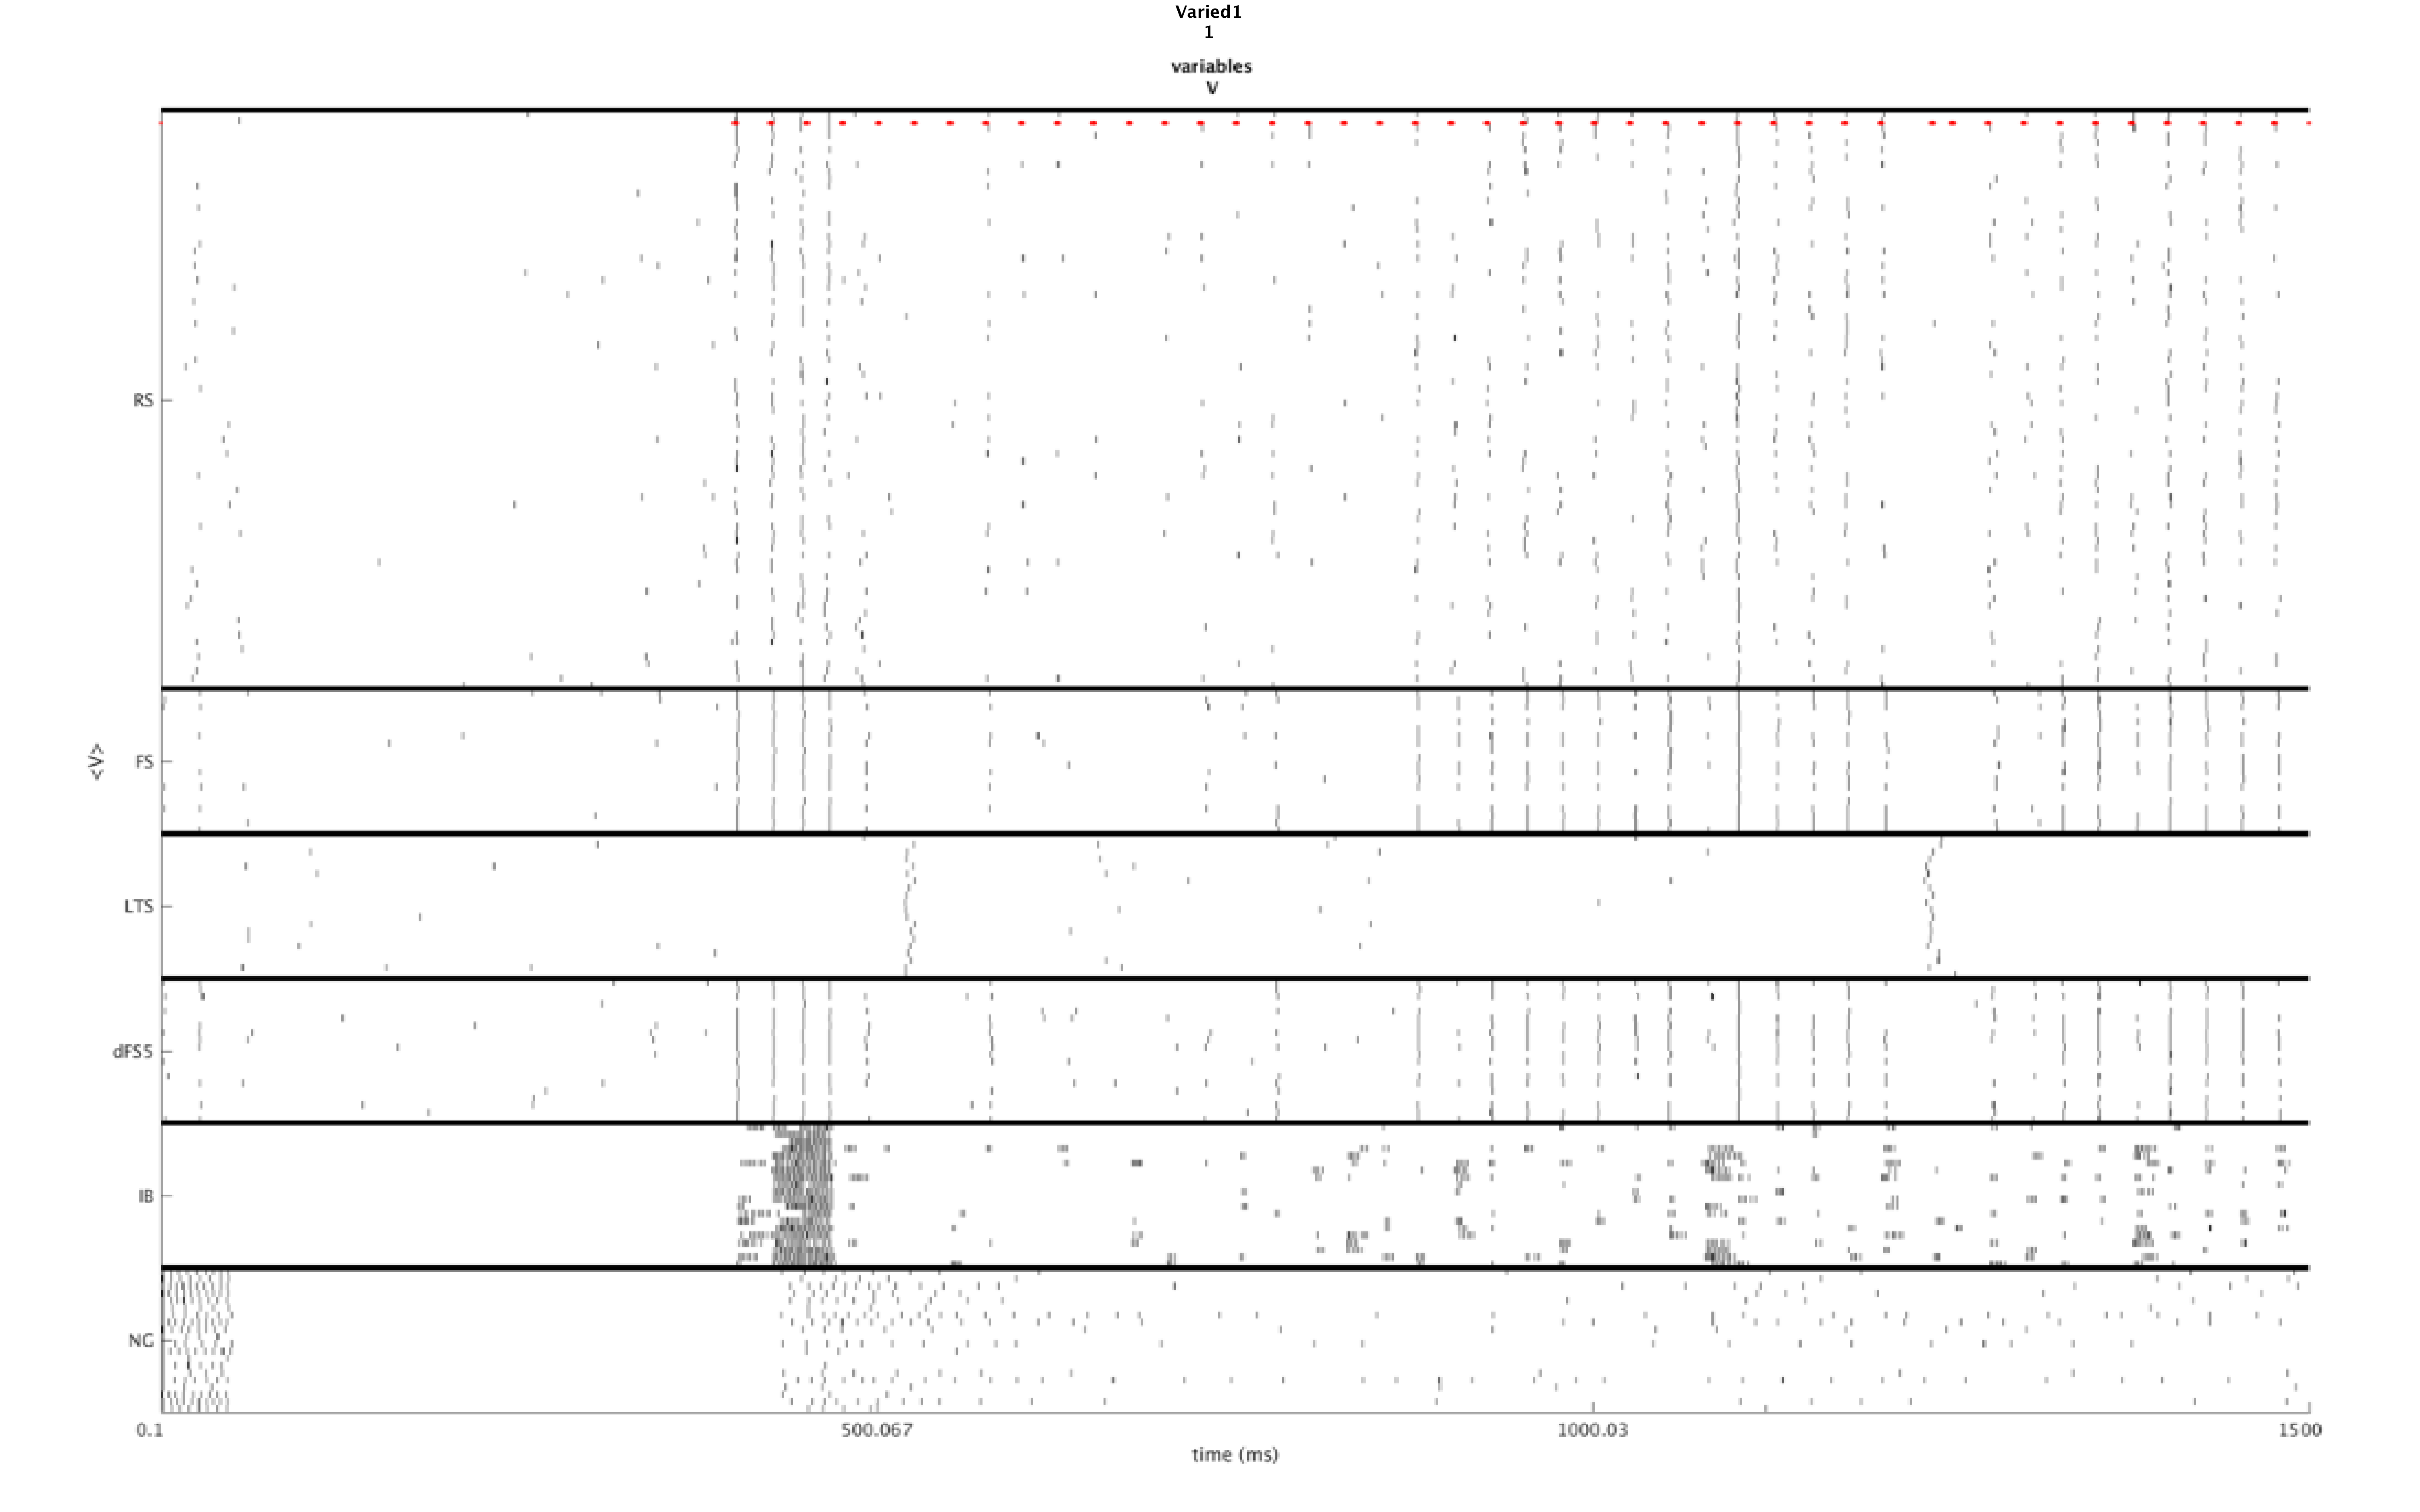 Varied1
1
variables
V
RS
FS
<V>
LTS
dFS5
IB
NG
0.1
500.067
1000.03
1500
time (ms)